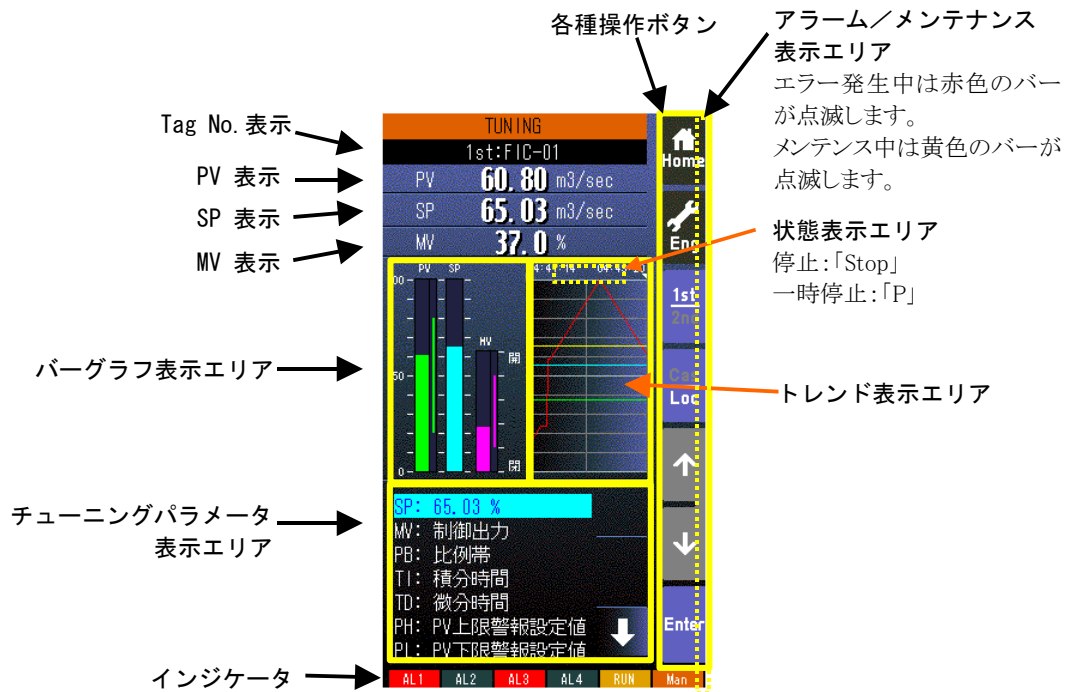 各種操作ボタン
アラーム／メンテナンス
表示エリア
エラー発生中は赤色のバー
が点滅します。
メンテンス中は黄色のバーが
点滅します。
Tag No.表示
PV 表示
SP 表示
MV 表示
状態表示エリア
停止:「Stop」
一時停止:「P」
バーグラフ表示エリア
トレンド表示エリア
チューニングパラメータ
表示エリア
インジケータ
TUNING
1st:FIC-01
PV 60.80 m3/sec
SP 65.03 m3/sec
MV 37.0 %
PV SP
MV
開
50
0
閉
SP: 65.03 %
MV: 制御出力
PB: 比例帯
TI: 積分時間
TD: 微分時間
PH: PV上限警報設定値
PL: PV下限警報設定値
AL1 AL2 AL3 AL4 RUN Man
Home
Eng
1st
2nd
Loc
Enter